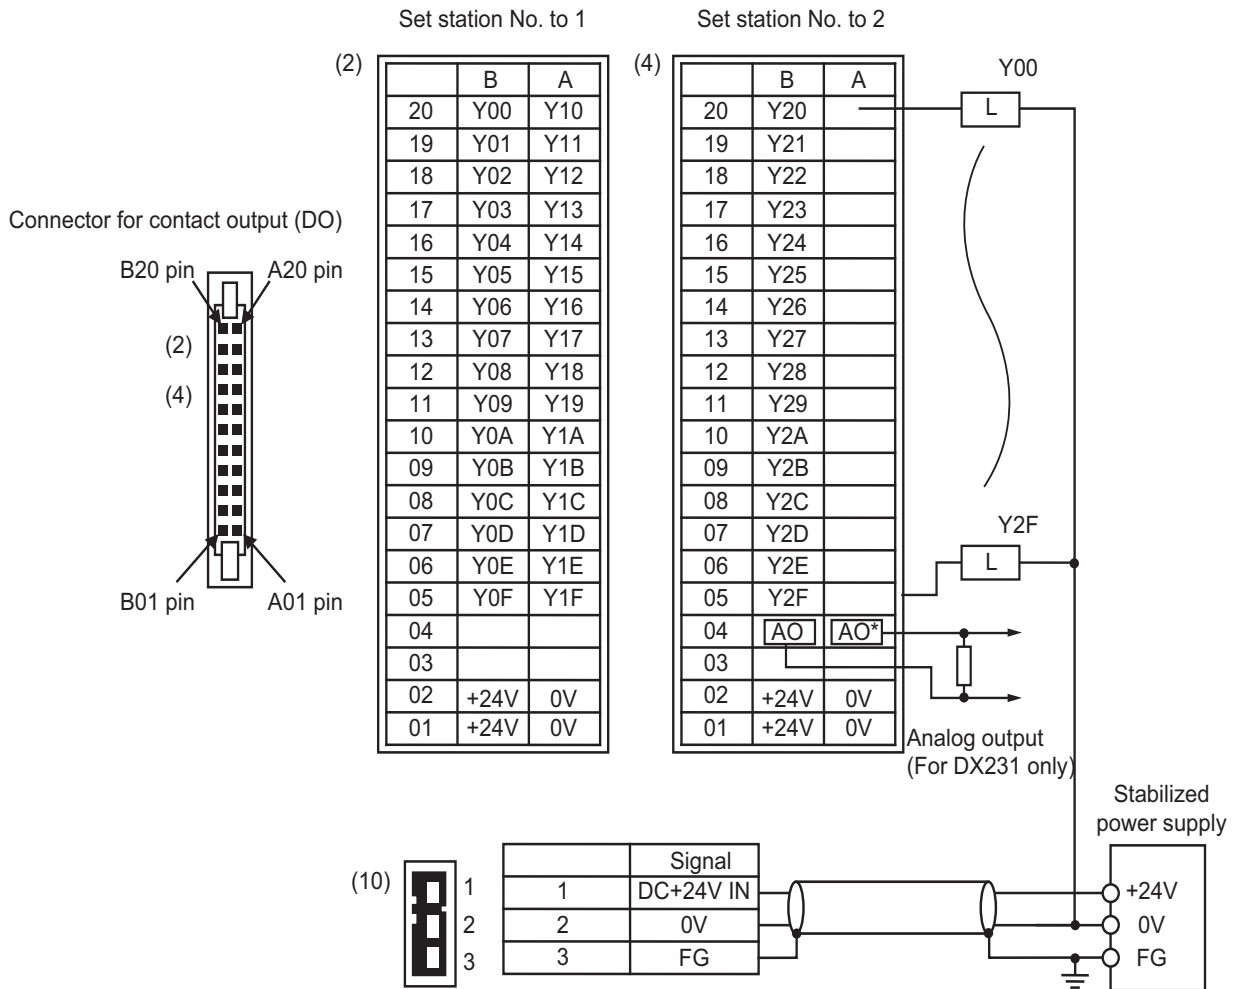 Set station No. to 1
Set station No. to 2
(2)
B A
20 Y00 Y10
19 Y01 Y11
18 Y02 Y12
17 Y03 Y13
16 Y04 Y14
15 Y05 Y15
14 Y06 Y16
13 Y07 Y17
12 Y08 Y18
11 Y09 Y19
10 Y0A Y1A
09 Y0B Y1B
08 Y0C Y1C
07 Y0D Y1D
06 Y0E Y1E
05 Y0F Y1F
04
03
02 +24V 0V
01 +24V 0V
(4)
B A
20 Y20
19 Y21
18 Y22
17 Y23
16 Y24
15 Y25
14 Y26
13 Y27
12 Y28
11 Y29
10 Y2A
09 Y2B
08 Y2C
07 Y2D
06 Y2E
05 Y2F
04 AO AO*
03
02 +24V 0V
01 +24V 0V
Y00
L
Y2F
L
Analog output
(For DX231 only)
Connector for contact output (DO)
B20 pin A20 pin
(2)
(4)
B01 pin A01 pin
Stabilized
power supply
+24V
0V
FG
(10)
1
2
3
Signal
1 DC+24V IN
2 0V
3 FG